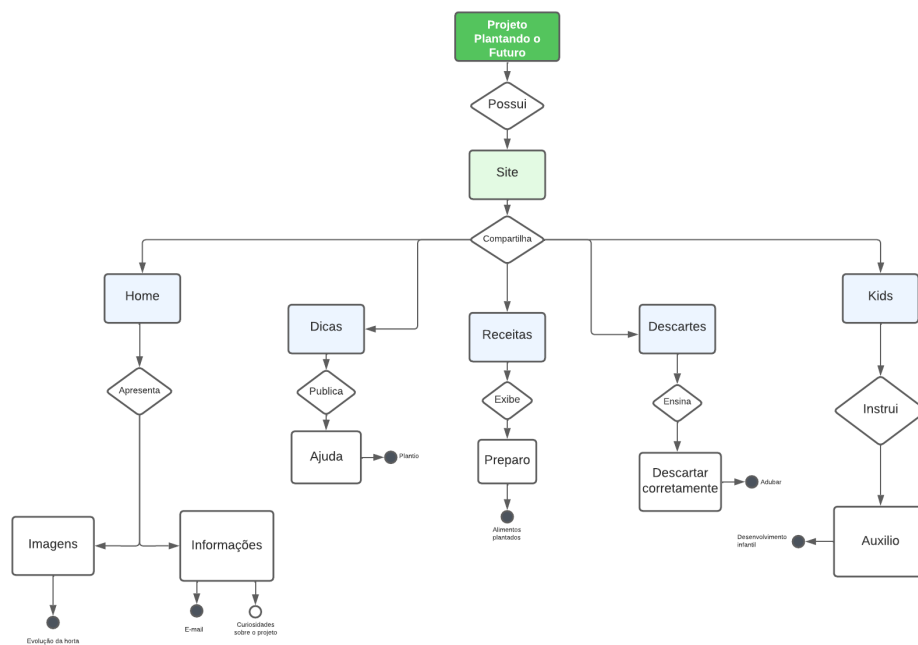 Projeto
Plantando o
Futuro
Possui
Site
Compartilha
Home
Dicas
Receitas
Descartes
Kids
Apresenta
Publica
Exibe
Ensina
Instrui
Ajuda
Plantio
Preparo
Descartar
corretamente
Adubar
Alimentos
plantados
Imagens
Informações
Desenvolvimento
infantil
Auxilio
Evolução da horta
E-mail
Curiosidades
sobre o projeto